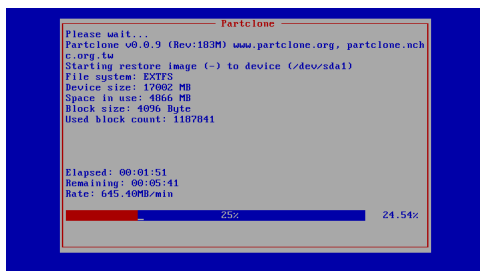 Partclone
Please wait...
Partclone v0.0.9 (Rev:183M) www.partclone.org, partclone.nch
c.org.tw
Starting restore image (-) to device (/dev/sda1)
File system: EXTFS
Device size: 17002 MB
Space in use: 4866 MB
Block size: 4096 Byte
Used block count: 1187841
Elapsed: 00:01:51
Remaining: 00:05:41
Rate: 645.40MB/min
25% 24.54%